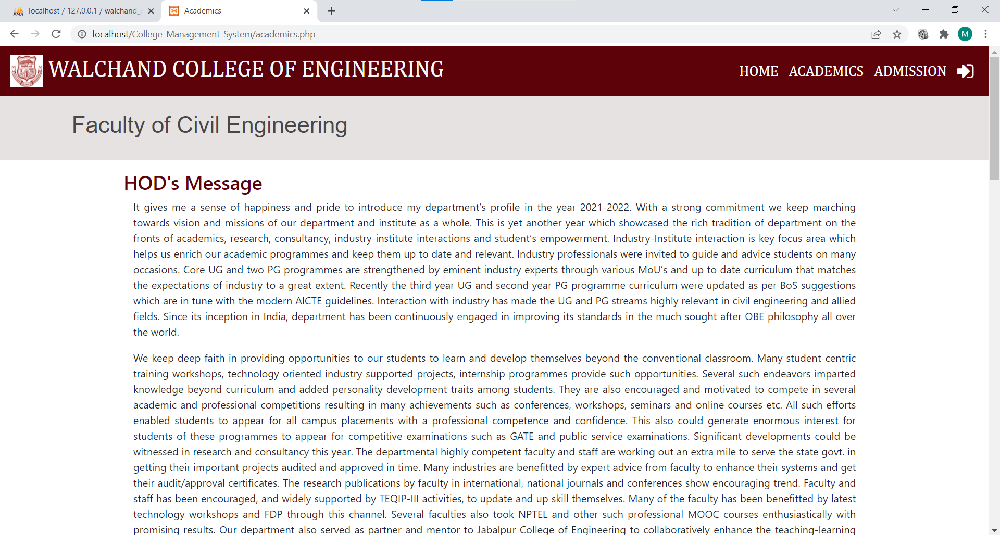 localhost / 127.0.0.1 / walchand_
Academics
localhost/College_Management_System/academics.php
M
WALCHAND COLLEGE OF ENGINEERING
HOME ACADEMICS ADMISSION
Faculty of Civil Engineering
HOD's Message
It gives me a sense of happiness and pride to introduce my department’s profile in the year 2021-2022. With a strong commitment we keep marching
towards vision and missions of our department and institute as a whole. This is yet another year which showcased the rich tradition of department on the
fronts of academics, research, consultancy, industry-institute interactions and student’s empowerment. Industry-Institute interaction is key focus area which
helps us enrich our academic programmes and keep them up to date and relevant. Industry professionals were invited to guide and advice students on many
occasions. Core UG and two PG programmes are strengthened by eminent industry experts through various MoU’s and up to date curriculum that matches
the expectations of industry to a great extent. Recently the third year UG and second year PG programme curriculum were updated as per BoS suggestions
which are in tune with the modern AICTE guidelines. Interaction with industry has made the UG and PG streams highly relevant in civil engineering and allied
fields. Since its inception in India, department has been continuously engaged in improving its standards in the much sought after OBE philosophy all over
the world.
We keep deep faith in providing opportunities to our students to learn and develop themselves beyond the conventional classroom. Many student-centric
training workshops, technology oriented industry supported projects, internship programmes provide such opportunities. Several such endeavors imparted
knowledge beyond curriculum and added personality development traits among students. They are also encouraged and motivated to compete in several
academic and professional competitions resulting in many achievements such as conferences, workshops, seminars and online courses etc. All such efforts
enabled students to appear for all campus placements with a professional competence and confidence. This also could generate enormous interest for
students of these programmes to appear for competitive examinations such as GATE and public service examinations. Significant developments could be
witnessed in research and consultancy this year. The departmental highly competent faculty and staff are working out an extra mile to serve the state govt. in
getting their important projects audited and approved in time. Many industries are benefitted by expert advice from faculty to enhance their systems and get
their audit/approval certificates. The research publications by faculty in international, national journals and conferences show encouraging trend. Faculty and
staff has been encouraged, and widely supported by TEQIP-III activities, to update and up skill themselves. Many of the faculty has been benefitted by latest
technology workshops and FDP through this channel. Several faculties also took NPTEL and other such professional MOOC courses enthusiastically with
promising results. Our department also served as partner and mentor to Jabalpur College of Engineering to collaboratively enhance the teaching-learning